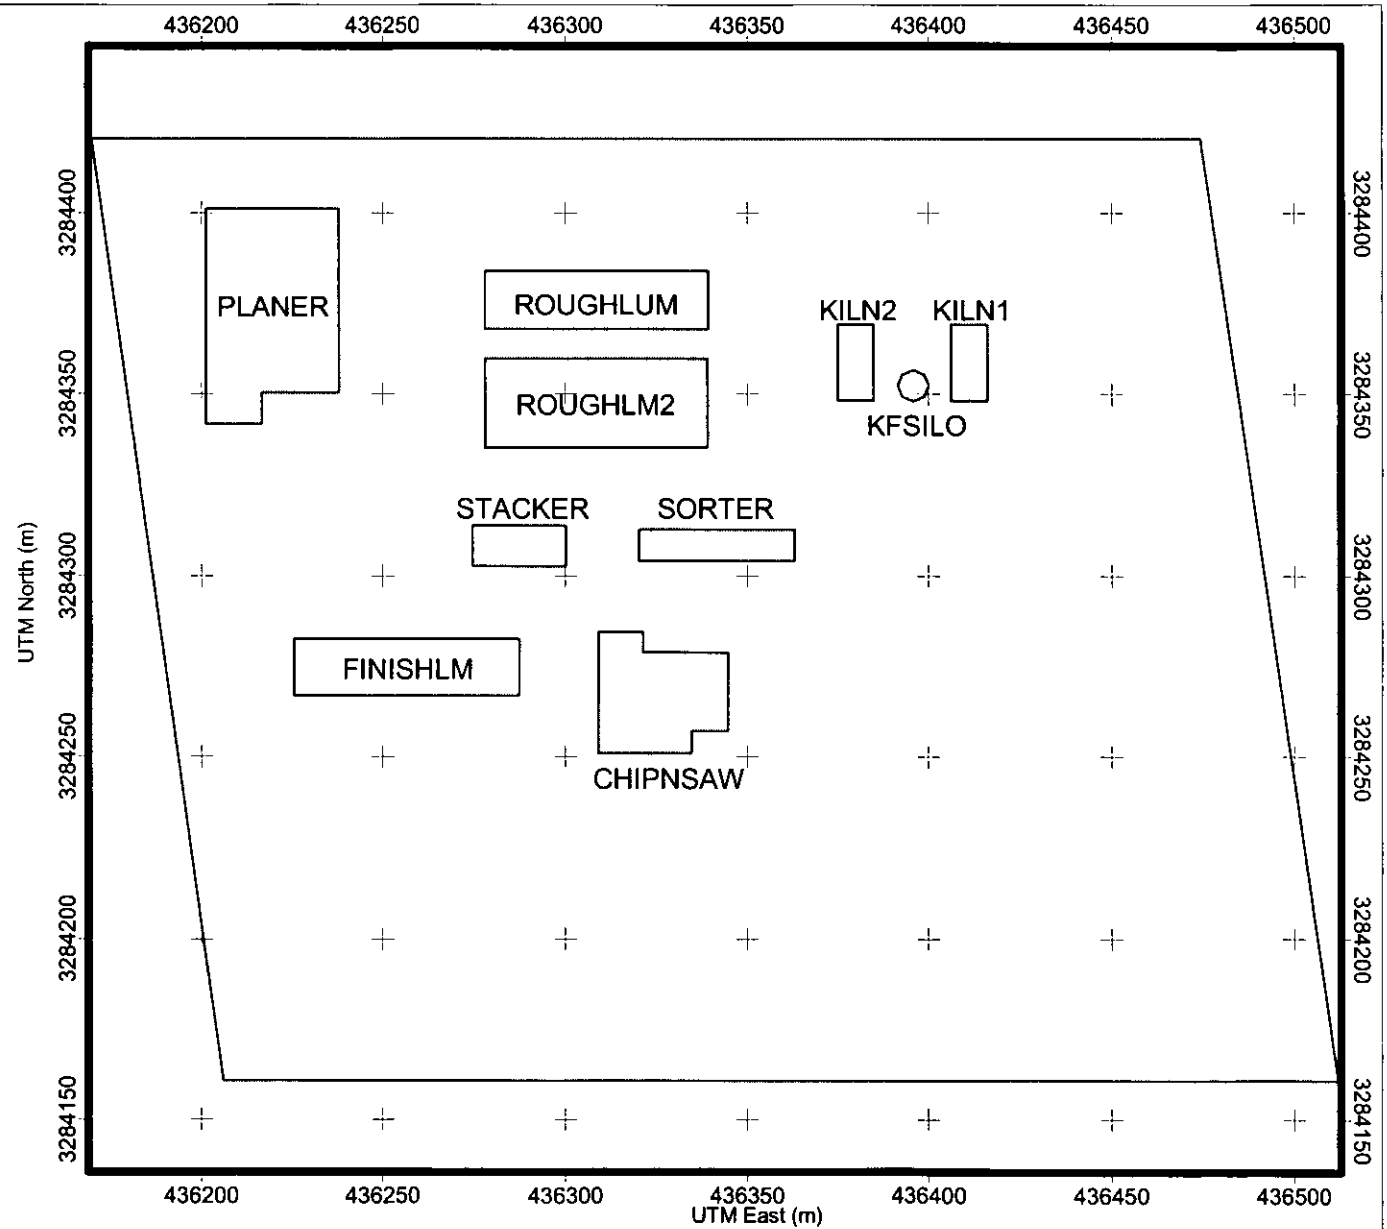 436200 436250 436300 436350 436400 436450 436500
3284400 3284400
PLANER ROUGHLUM KILN2 KILN1
3284350 ROUGHLM2 KFSILO 3284350
STACKER SORTER
UTM North (m)
3284300 3284300
FINISHLM
3284250 3284250
CHIPNSAW
3284200 3284200
3284150 3284150
436200 436250 436300 436350 436400 436450 436500
UTM East (m)